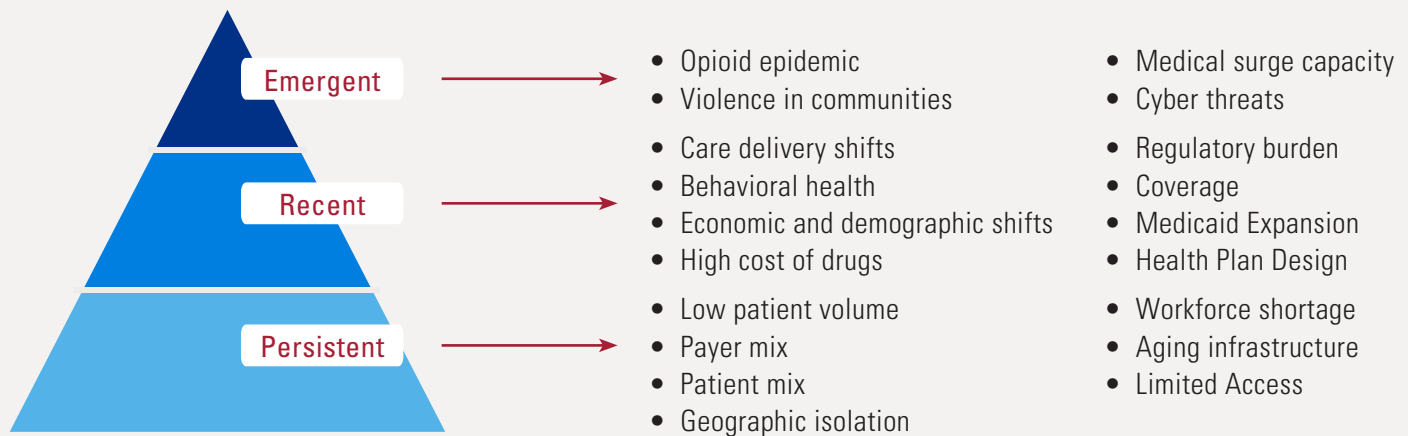 Emergent
• Opioid epidemic
• Violence in communities
• Medical surge capacity
• Cyber threats
Recent
• Care delivery shifts
• Behavioral health
• Economic and demographic shifts
• High cost of drugs
• Regulatory burden
• Coverage
• Medicaid Expansion
• Health Plan Design
Persistent
• Low patient volume
• Payer mix
• Patient mix
• Geographic isolation
• Workforce shortage
• Aging infrastructure
• Limited Access